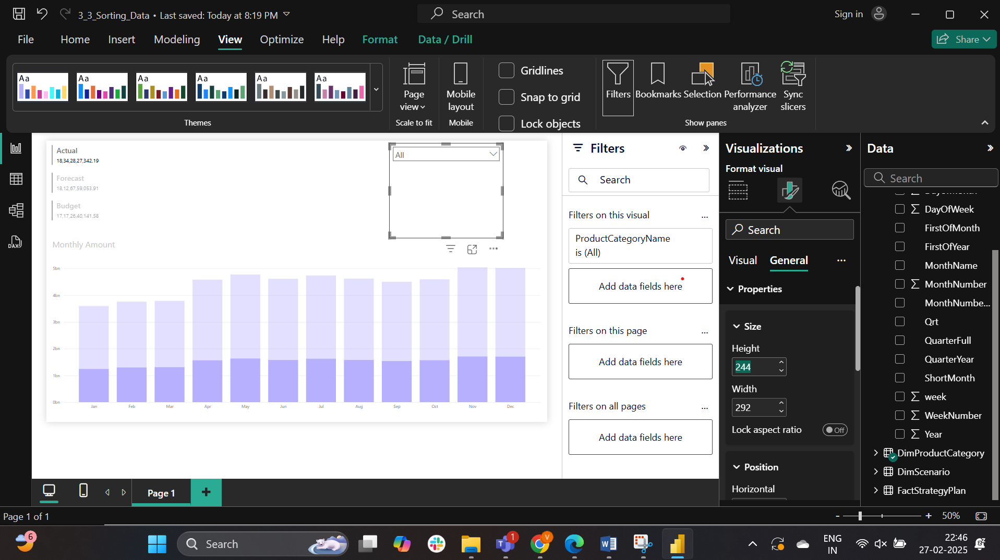 3_3_Sorting_Data • Last saved: Today at 8:19 PM
Search
Sign in
File
Home
Insert
Modeling
View
Optimize
Help
Format
Data / Drill
Share
Aa
Aa
Aa
Aa
Aa
Aa
Themes
Page
view
Scale to fit
Mobile
layout
Mobile
Gridlines
Snap to grid
Lock objects
Filters
Bookmarks
Selection
Performance
analyzer
Sync
slicers
Show panes
Actual
18,34,28,27,342.19
Forecast
18,12,67,59,053.91
Budget
17,17,26,40,141.58
All
Monthly Amount
5bn
4bn
3bn
2bn
1bn
0bn
Jan
Feb
Mar
Apr
May
Jun
Jul
Aug
Sep
Oct
Nov
Dec
DAX
Filters
Search
Filters on this visual
...
ProductCategoryName
is (All)
Add data fields here
Filters on this page
...
Add data fields here
Filters on all pages
...
Add data fields here
Visualizations
Format visual
Search
Visual
General
...
Properties
Size
Height
244
Width
292
Lock aspect ratio
Off
Position
Horizontal
Data
Search
DayOfWeek
FirstOfMonth
FirstOfYear
MonthName
MonthNumber
MonthNumbe...
Qrt
QuarterFull
QuarterYear
ShortMonth
week
WeekNumber
Year
DimProductCategory
DimScenario
FactStrategyPlan
Page 1
Page 1 of 1
- + 50%
6
Search
1
V
ENG
IN
22:46
27-02-2025